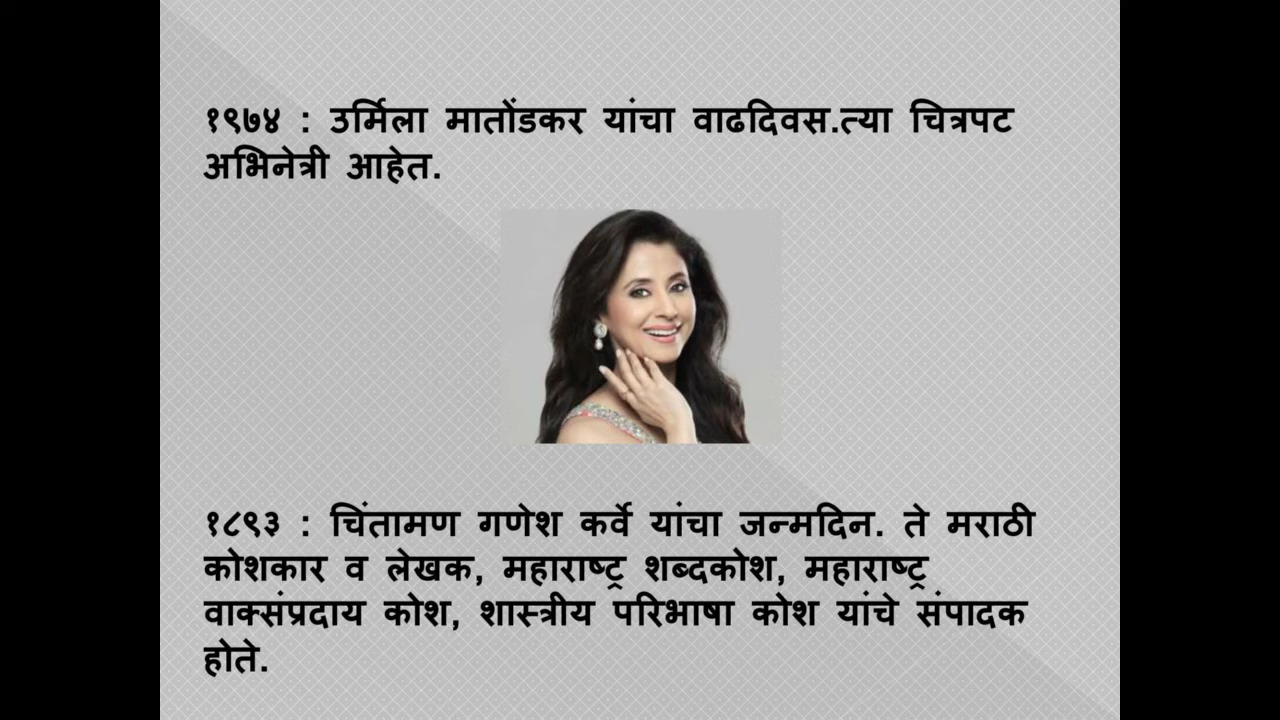 १९७४ : उर्मिला मातोंडकर यांचा वाढदिवस.त्या चित्रपट
अभिनेत्री आहेत.
१८९३ : चिंतामण गणेश कर्वे यांचा जन्मदिन. ते मराठी
कोशकार व लेखक, महाराष्ट्र शब्दकोश, महाराष्ट्र
वाक्संप्रदाय कोश, शास्त्रीय परिभाषा कोश यांचे संपादक
होते.